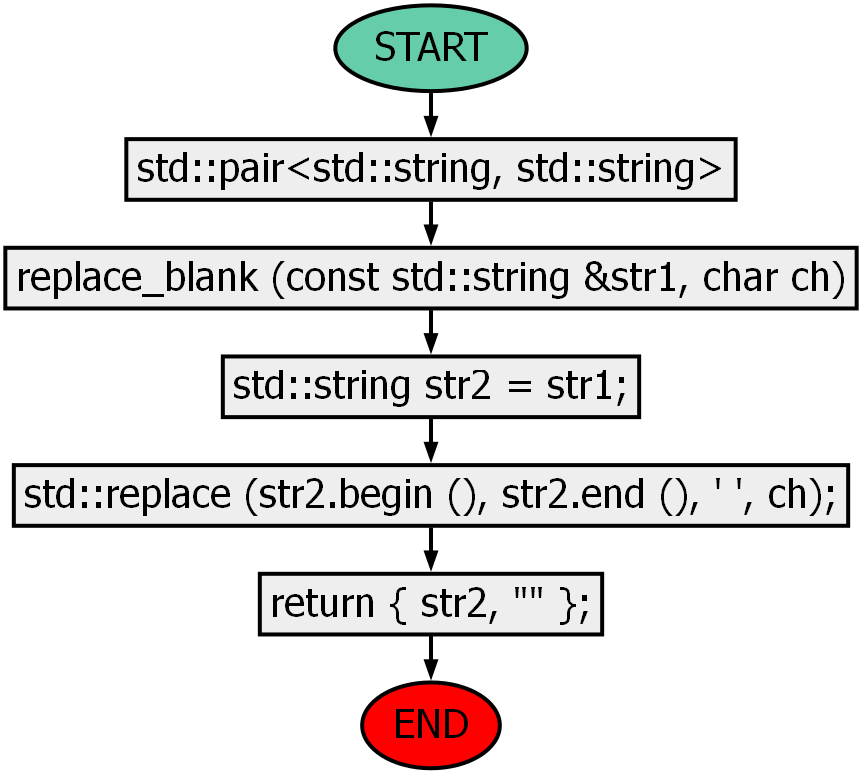 START
std::pair<std::string, std::string>
replace_blank (const std::string &str1, char ch)
std::string str2 = str1;
std::replace (str2.begin (), str2.end (), ' ', ch);
return { str2, "" };
END